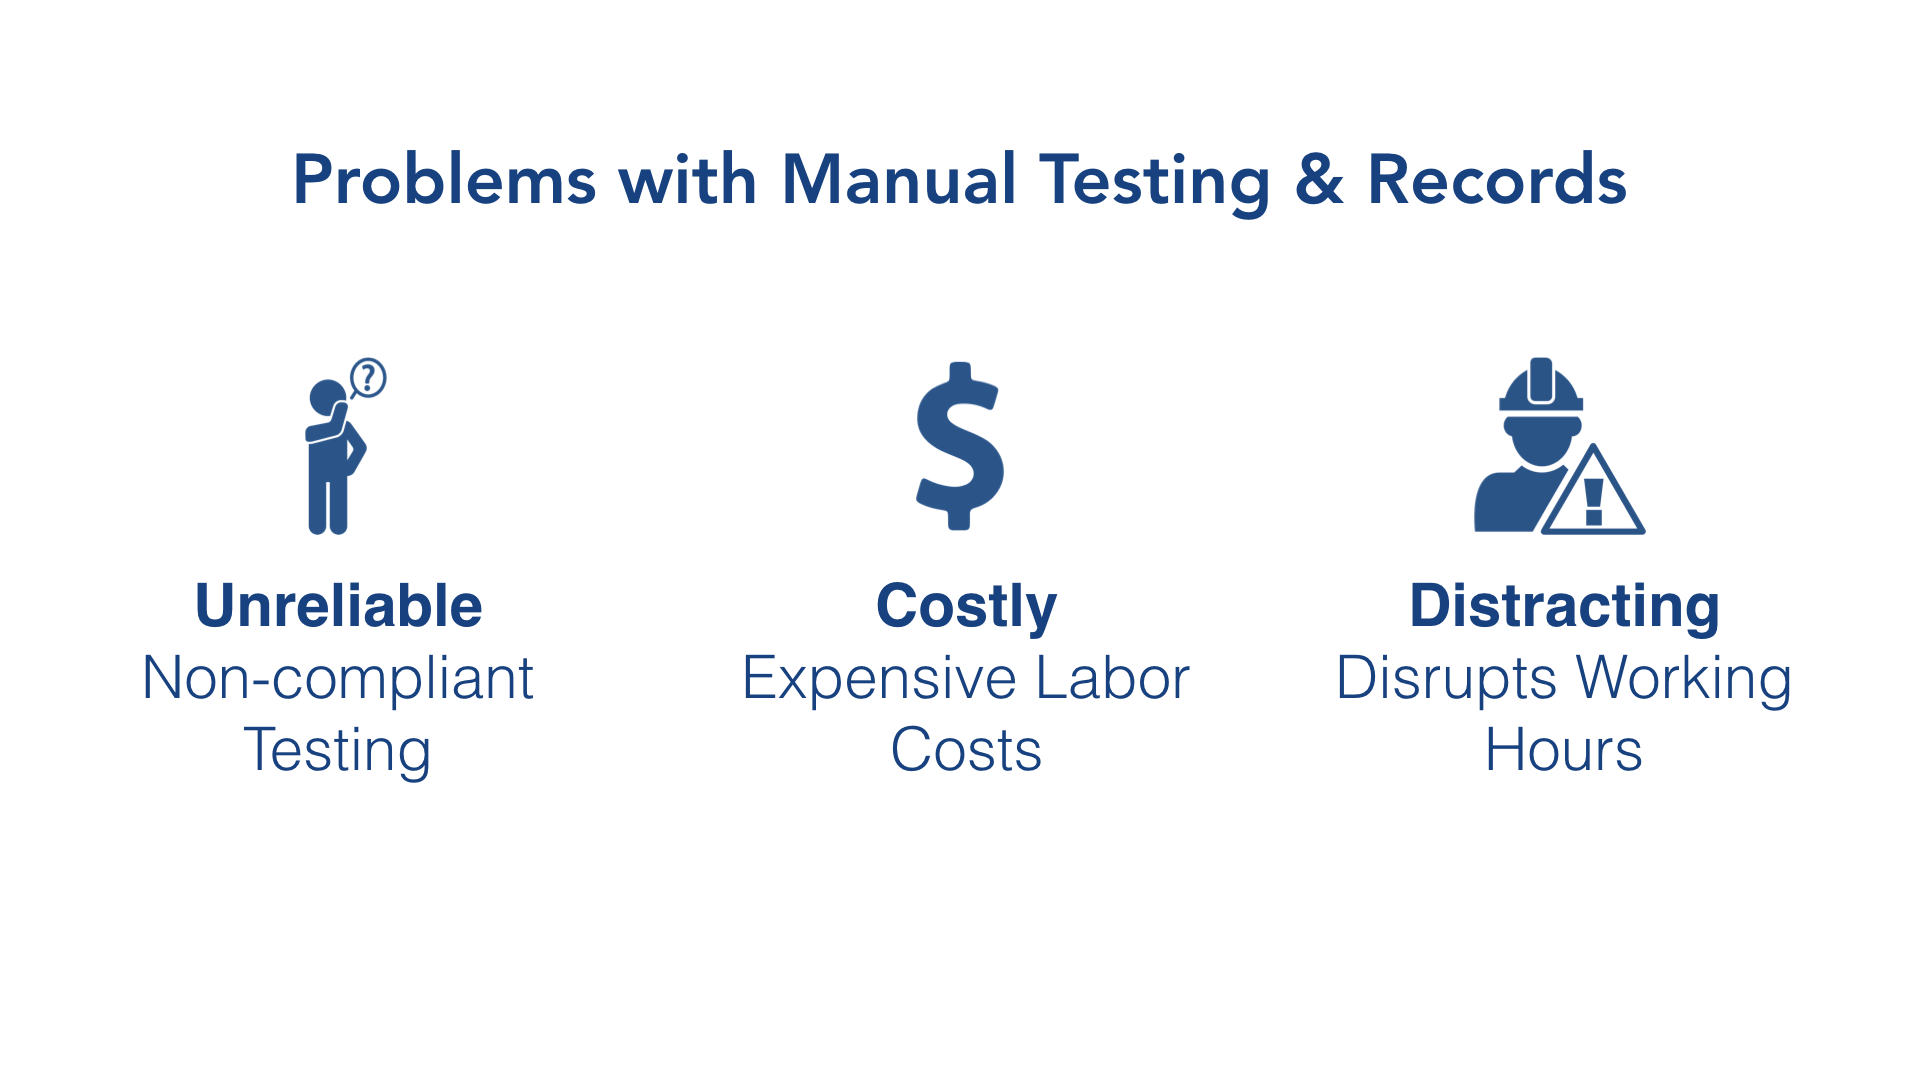 Problems with Manual Testing & Records
?
$
!
Unreliable
Non-compliant
Testing
Costly
Expensive Labor
Costs
Distracting
Disrupts Working
Hours